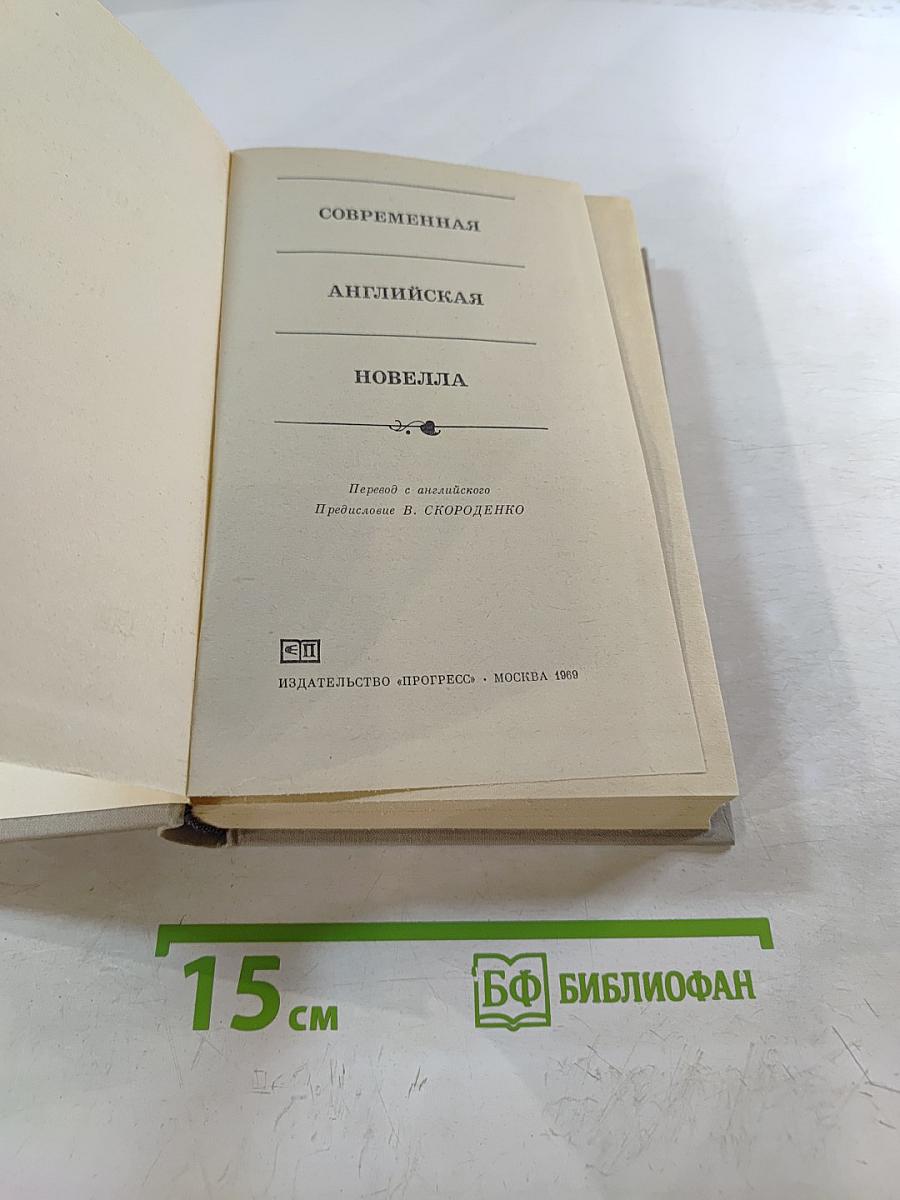 СОВРЕМЕННАЯ
АНГЛИЙСКАЯ
НОВЕЛЛА
Перевод с английского
Предисловие В. СКОРОДЕНКО
П
ИЗДАТЕЛЬСТВО «ПРОГРЕСС» · МОСКВА 1969
15 см
БФ БИБЛИОФАН